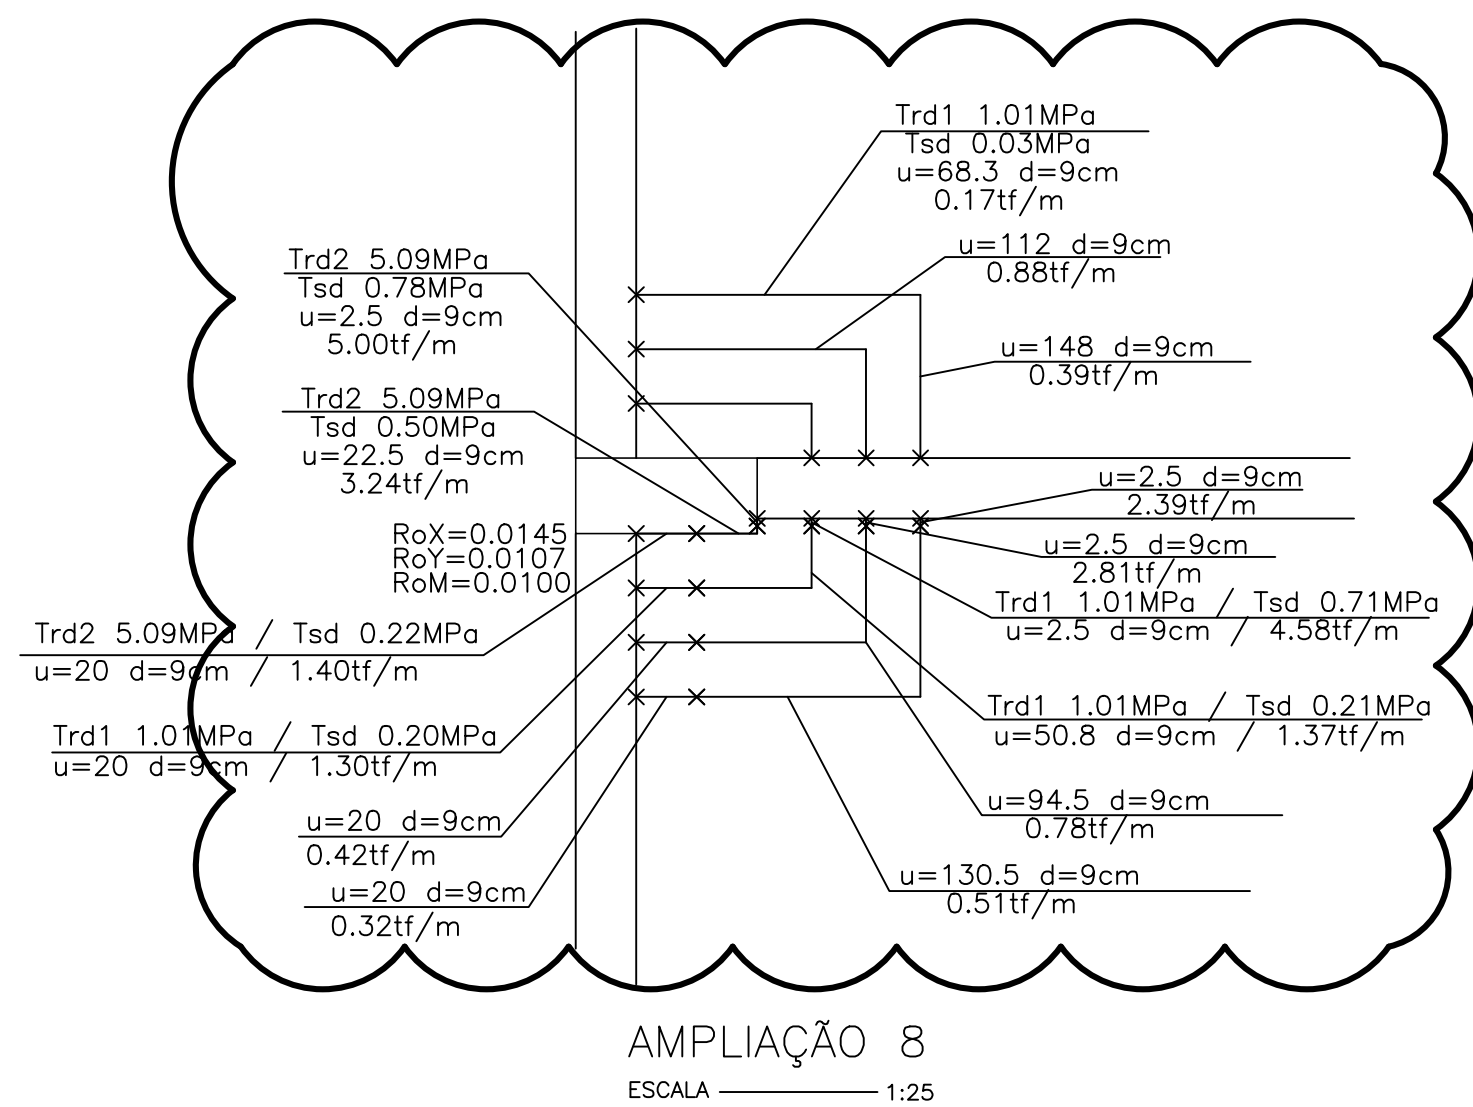 Trd1 1.01MPa
Tsd 0.03MPa
u=68.3 d=9cm
0.17tf/m
u=112 d=9cm
0.88tf/m
Trd2 5.09MPa
Tsd 0.78MPa
u=2.5 d=9cm
5.00tf/m
u=148 d=9cm
0.39tf/m
Trd2 5.09MPa
Tsd 0.50MPa
u=22.5 d=9cm
3.24tf/m
u=2.5 d=9cm
2.39tf/m
RoX=0.0145
RoY=0.0107
RoM=0.0100
u=2.5 d=9cm
2.81tf/m
Trd1 1.01MPa / Tsd 0.71MPa
u=2.5 d=9cm / 4.58tf/m
Trd2 5.09MPa / Tsd 0.22MPa
u=20 d=9cm / 1.40tf/m
Trd1 1.01MPa / Tsd 0.21MPa
u=50.8 d=9cm / 1.37tf/m
Trd1 1.01MPa / Tsd 0.20MPa
u=20 d=9cm / 1.30tf/m
u=94.5 d=9cm
0.78tf/m
u=20 d=9cm
0.42tf/m
u=130.5 d=9cm
0.51tf/m
u=20 d=9cm
0.32tf/m
AMPLIAÇÃO 8
ESCALA 1:25